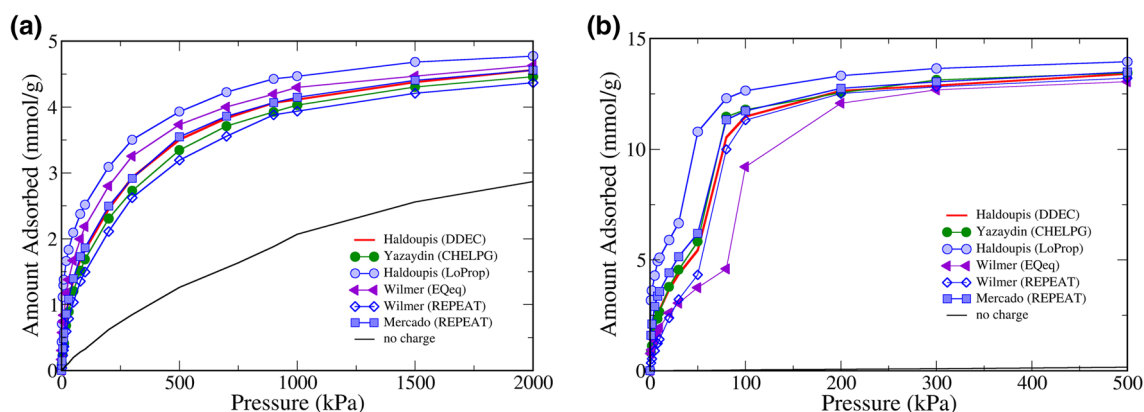 (a)
Amount Adsorbed (mmol/g)
5
4
3
2
1
0
0
500
1000
1500
2000
Pressure (kPa)
Haldoupis (DDEC)
Yazaydin (CHELPG)
Haldoupis (LoProp)
Wilmer (EQeq)
Wilmer (REPEAT)
Mercado (REPEAT)
no charge
(b)
Amount Adsorbed (mmol/g)
15
10
5
0
0
100
200
300
400
500
Pressure (kPa)
Haldoupis (DDEC)
Yazaydin (CHELPG)
Haldoupis (LoProp)
Wilmer (EQeq)
Wilmer (REPEAT)
Mercado (REPEAT)
no charge